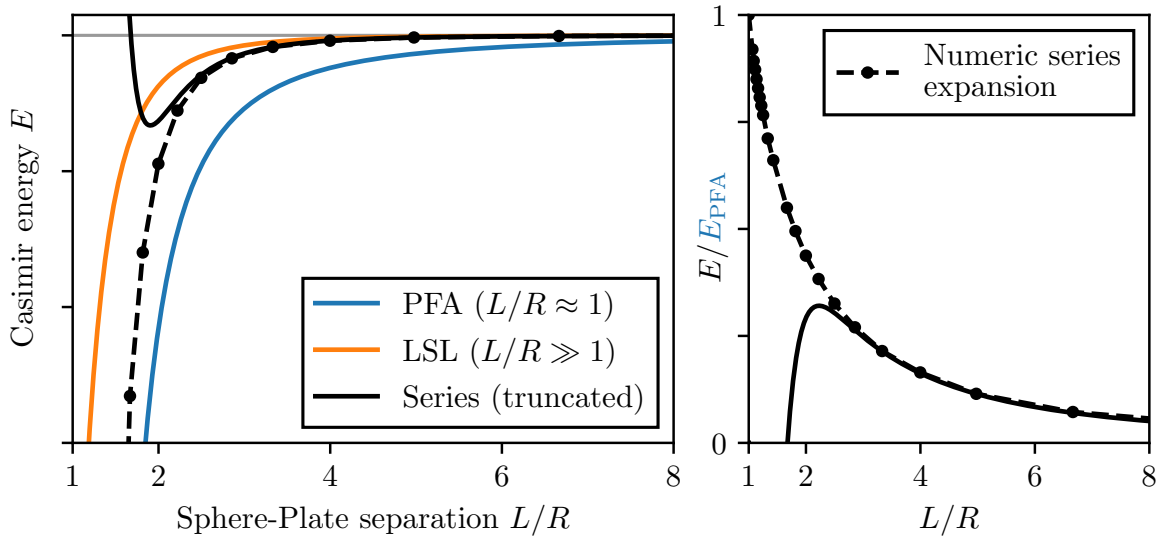 Casimir energy E
PFA (L/R ≈ 1)
LSL (L/R ≫ 1)
Series (truncated)
1 2 4 6 8
Sphere-Plate separation L/R
E/E_PFA
1
0
Numeric series
expansion
1 2 4 6 8
L/R